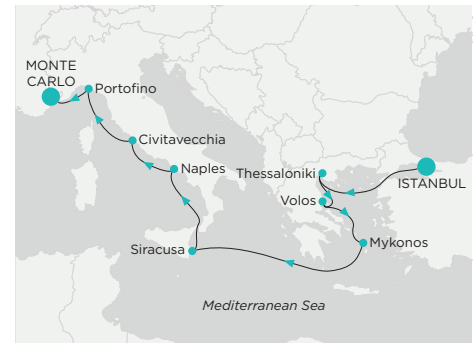 MONTE
CARLO
Portofino
Civitavecchia
Naples
Thessaloniki
ISTANBUL
Volos
Mykonos
Siracusa
Mediterranean Sea